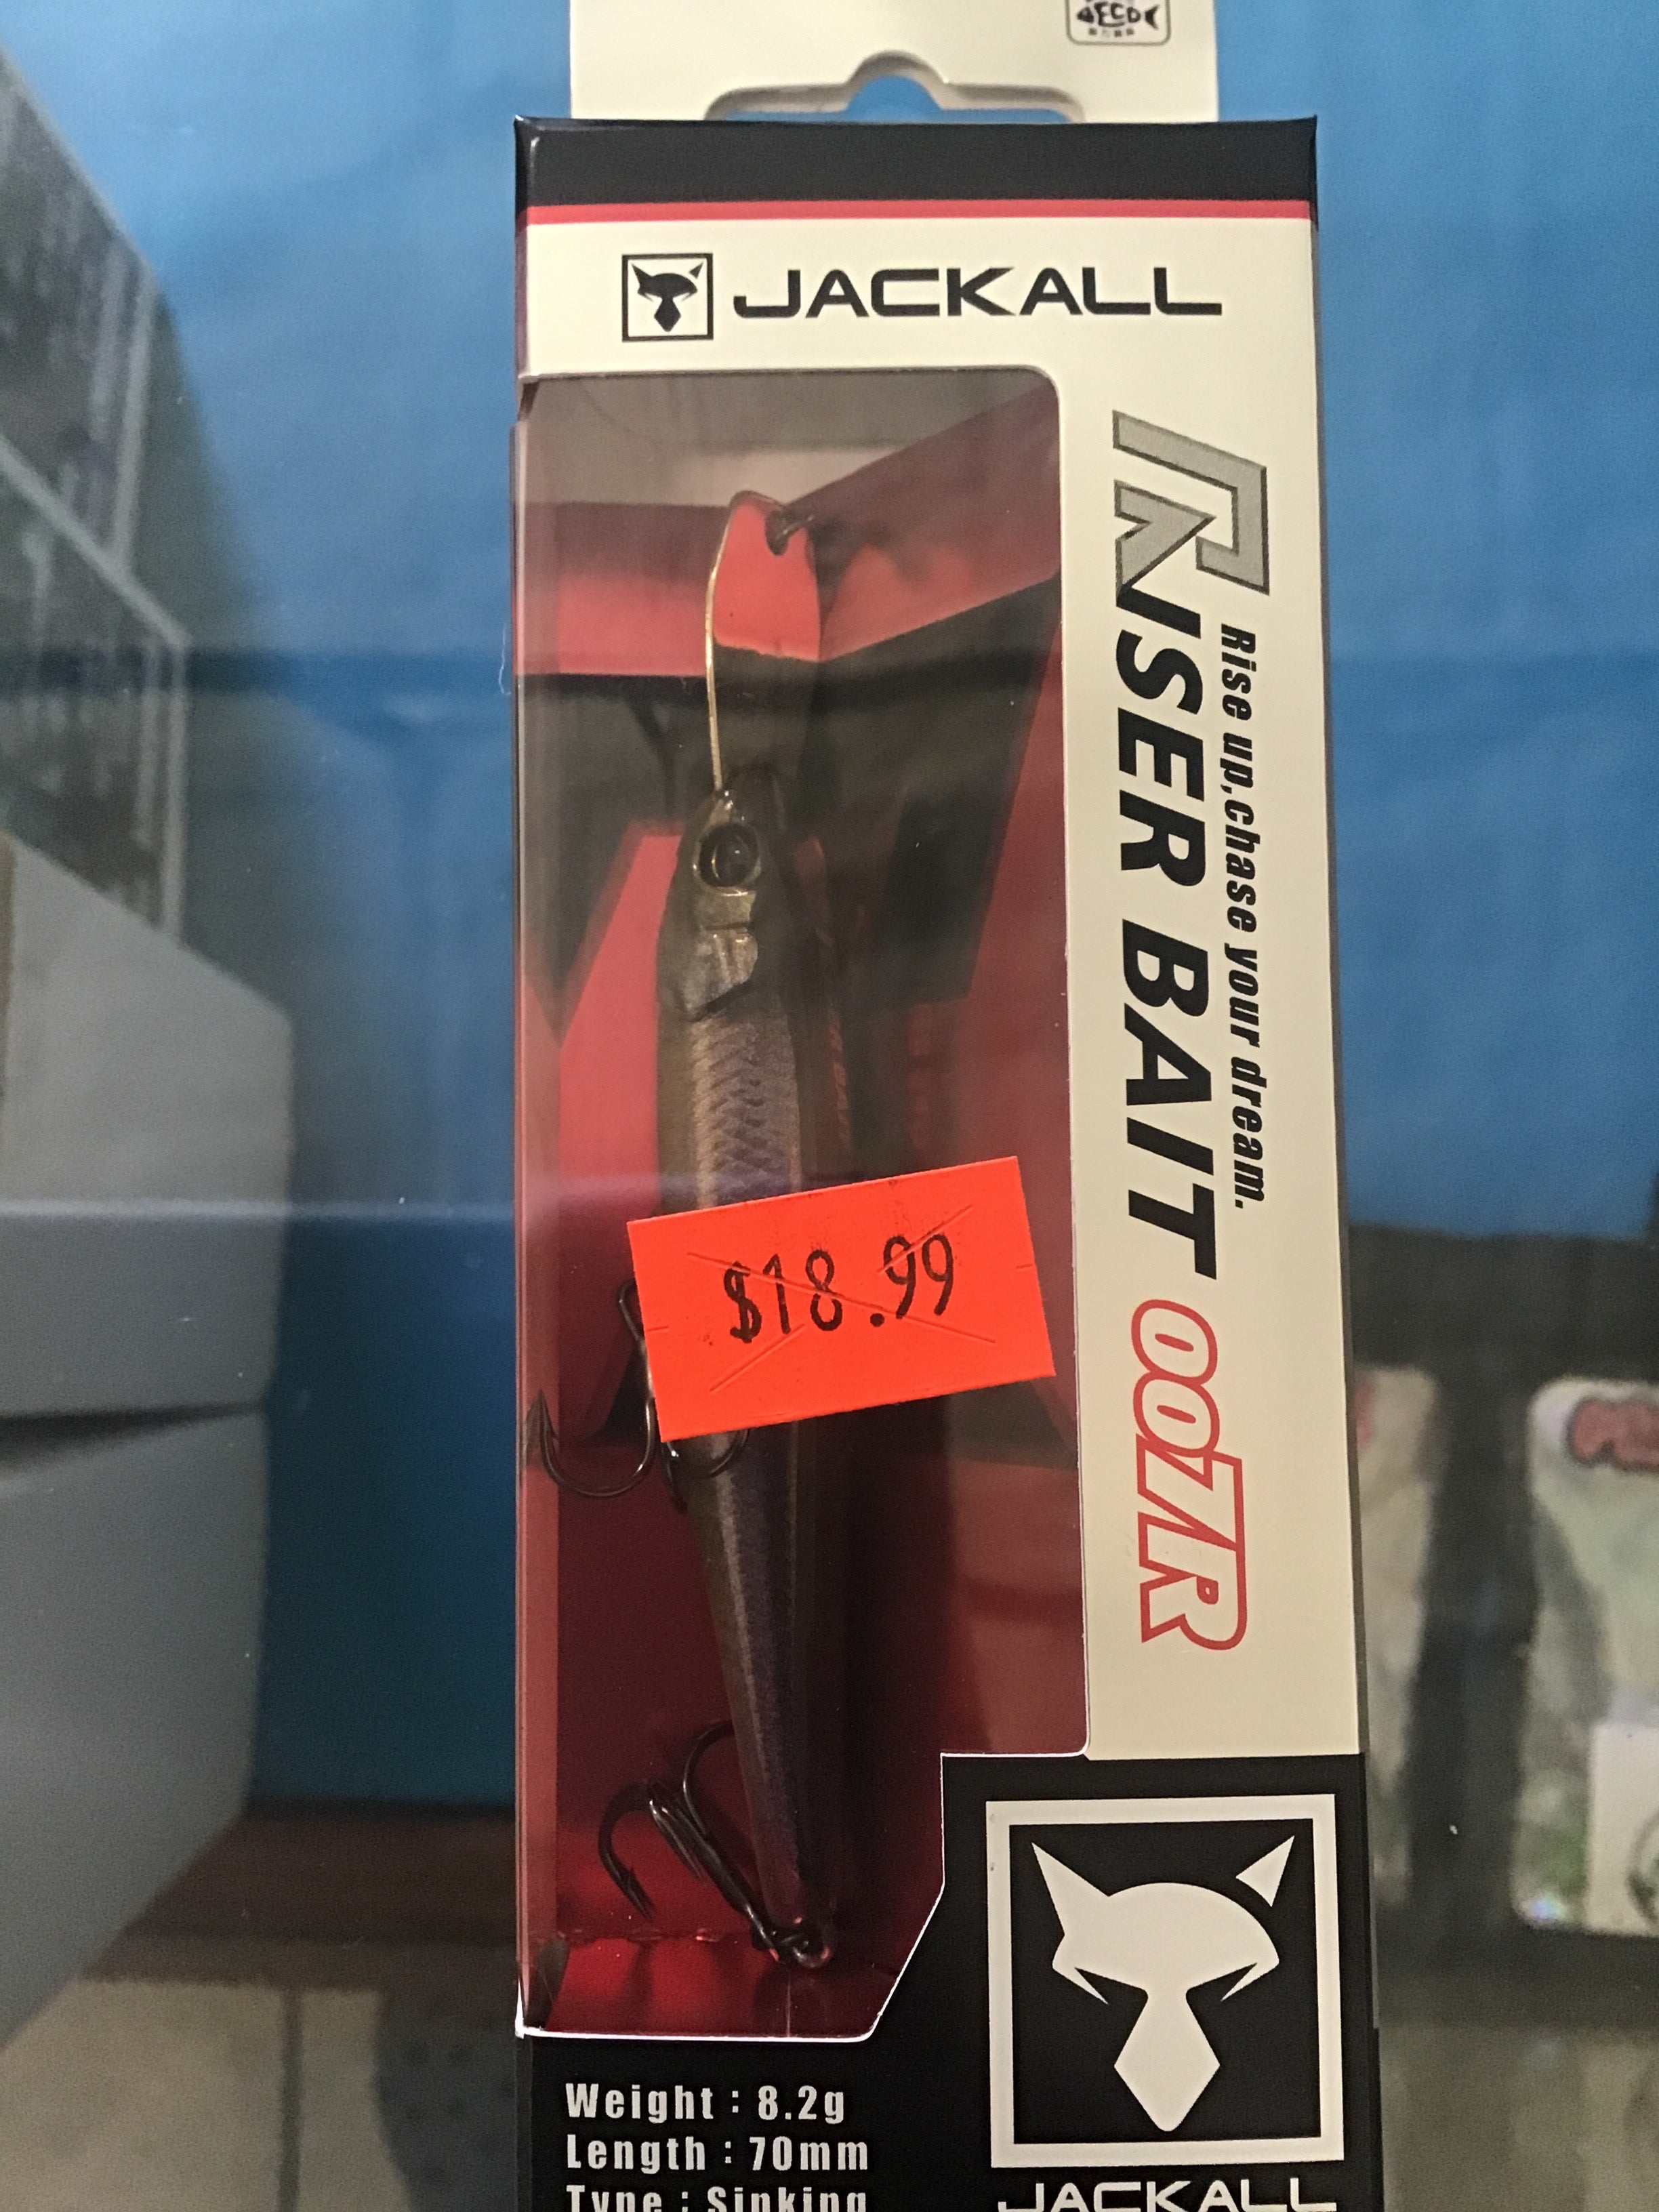 ECO
JACKALL
RISER BAIT 007R
Rise up,chase your dream.
$18.99
Weight : 8.2g
Length : 70mm
Type : Sinking
JACKALL